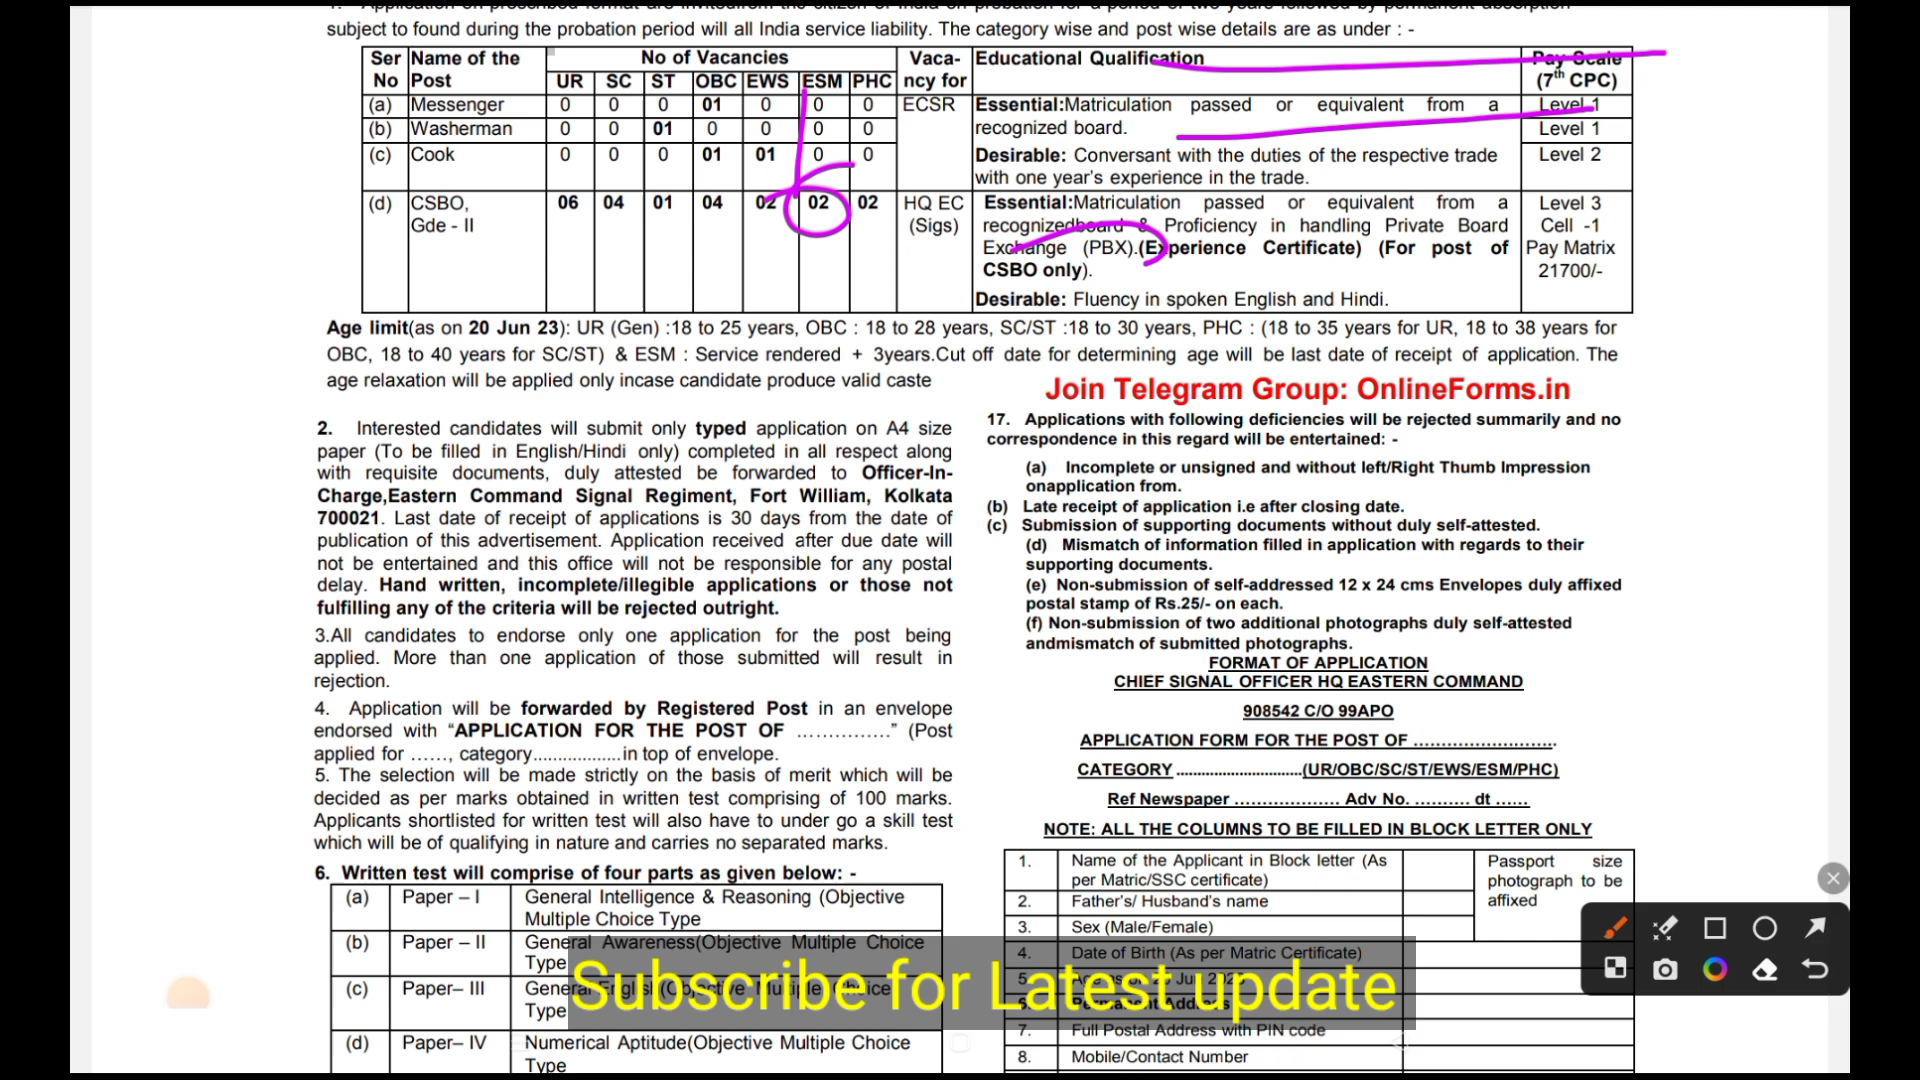 subject to found during the probation period will all India service liability. The category wise and post wise details are as under : -
Ser No Name of the Post No of Vacancies Vaca-ncy for Educational Qualification Pay Scale (7th CPC)
UR SC ST OBC EWS ESM PHC
(a) Messenger 0 0 0 01 0 0 0 ECSR Essential:Matriculation passed or equivalent from a Level 1
(b) Washerman 0 0 01 0 0 0 0 recognized board. Level 1
(c) Cook 0 0 0 01 01 0 0 Desirable: Conversant with the duties of the respective trade Level 2
with one year's experience in the trade.
(d) CSBO, 06 04 01 04 02 02 02 HQ EC Essential:Matriculation passed or equivalent from a Level 3
Gde - II (Sigs) recognizedboard & Proficiency in handling Private Board Cell -1
Exchange (PBX).(Experience Certificate) (For post of Pay Matrix
CSBO only). 21700/-
Desirable: Fluency in spoken English and Hindi.
Age limit(as on 20 Jun 23): UR (Gen) :18 to 25 years, OBC : 18 to 28 years, SC/ST :18 to 30 years, PHC : (18 to 35 years for UR, 18 to 38 years for
OBC, 18 to 40 years for SC/ST) & ESM : Service rendered + 3years.Cut off date for determining age will be last date of receipt of application. The
age relaxation will be applied only incase candidate produce valid caste
Join Telegram Group: OnlineForms.in
2. Interested candidates will submit only typed application on A4 size
paper (To be filled in English/Hindi only) completed in all respect along
with requisite documents, duly attested be forwarded to Officer-In-
Charge,Eastern Command Signal Regiment, Fort William, Kolkata
700021. Last date of receipt of applications is 30 days from the date of
publication of this advertisement. Application received after due date will
not be entertained and this office will not be responsible for any postal
delay. Hand written, incomplete/illegible applications or those not
fulfilling any of the criteria will be rejected outright.
3.All candidates to endorse only one application for the post being
applied. More than one application of those submitted will result in
rejection.
4. Application will be forwarded by Registered Post in an envelope
endorsed with “APPLICATION FOR THE POST OF ……………” (Post
applied for ……, category..................in top of envelope.
5. The selection will be made strictly on the basis of merit which will be
decided as per marks obtained in written test comprising of 100 marks.
Applicants shortlisted for written test will also have to under go a skill test
which will be of qualifying in nature and carries no separated marks.
6. Written test will comprise of four parts as given below: -
(a) Paper – I General Intelligence & Reasoning (Objective
Multiple Choice Type
(b) Paper – II General Awareness(Objective Multiple Choice
Type
(c) Paper– III General English(Objective Multiple Choice
Type
(d) Paper– IV Numerical Aptitude(Objective Multiple Choice
Type
17. Applications with following deficiencies will be rejected summarily and no
correspondence in this regard will be entertained: -
(a) Incomplete or unsigned and without left/Right Thumb Impression
onapplication from.
(b) Late receipt of application i.e after closing date.
(c) Submission of supporting documents without duly self-attested.
(d) Mismatch of information filled in application with regards to their
supporting documents.
(e) Non-submission of self-addressed 12 x 24 cms Envelopes duly affixed
postal stamp of Rs.25/- on each.
(f) Non-submission of two additional photographs duly self-attested
andmismatch of submitted photographs.
FORMAT OF APPLICATION
CHIEF SIGNAL OFFICER HQ EASTERN COMMAND
908542 C/O 99APO
APPLICATION FORM FOR THE POST OF …………………….
CATEGORY ..............................(UR/OBC/SC/ST/EWS/ESM/PHC)
Ref Newspaper ……………… Adv No. ………. dt ……
NOTE: ALL THE COLUMNS TO BE FILLED IN BLOCK LETTER ONLY
1. Name of the Applicant in Block letter (As Passport size
per Matric/SSC certificate) photograph to be
2. Father's/ Husband's name affixed
3. Sex (Male/Female)
4. Date of Birth (As per Matric Certificate)
5.
6. Permanent Address
7. Full Postal Address with PIN code
8. Mobile/Contact Number
Subscribe for Latest update